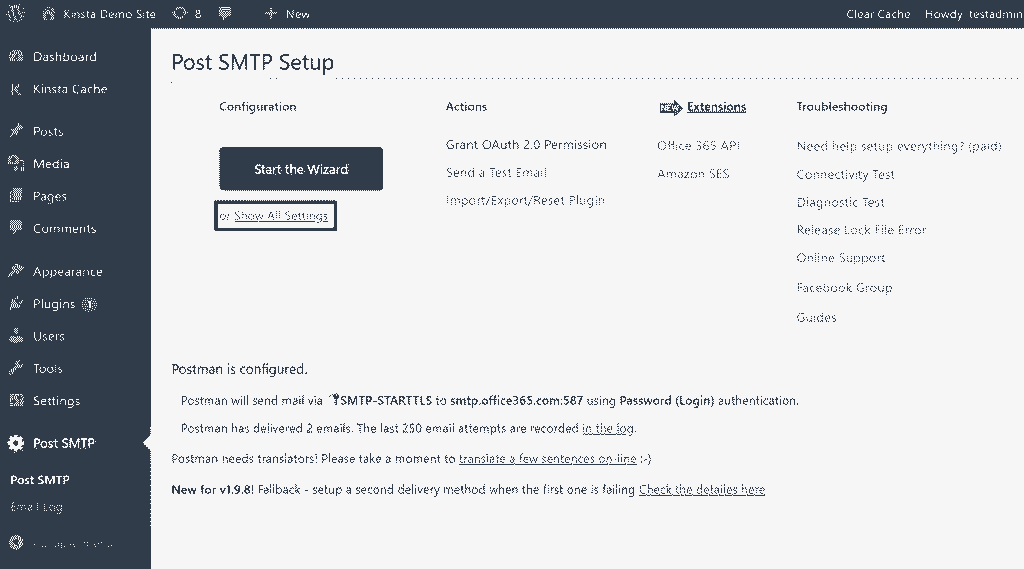 Kinsta Demo Site 8 New Clear Cache Howdy, testadmin
Dashboard
Kinsta Cache
Posts
Media
Pages
Comments
Appearance
Plugins 1
Users
Tools
Settings
Post SMTP
Post SMTP
Email Log
Post SMTP Setup
Configuration
Start the Wizard
or Show All Settings
Actions
Grant OAuth 2.0 Permission
Send a Test Email
Import/Export/Reset Plugin
NEW Extensions
Office 365 API
Amazon SES
Troubleshooting
Need help setup everything? (paid)
Connectivity Test
Diagnostic Test
Release Lock File Error
Online Support
Facebook Group
Guides
Postman is configured.
Postman will send mail via SMTP-STARTTLS to smtp.office365.com:587 using Password (Login) authentication.
Postman has delivered 2 emails. The last 250 email attempts are recorded in the log.
Postman needs translators! Please take a moment to translate a few sentences on-line :-)
New for v1.9.8! Fallback - setup a second delivery method when the first one is failing Check the detailes here